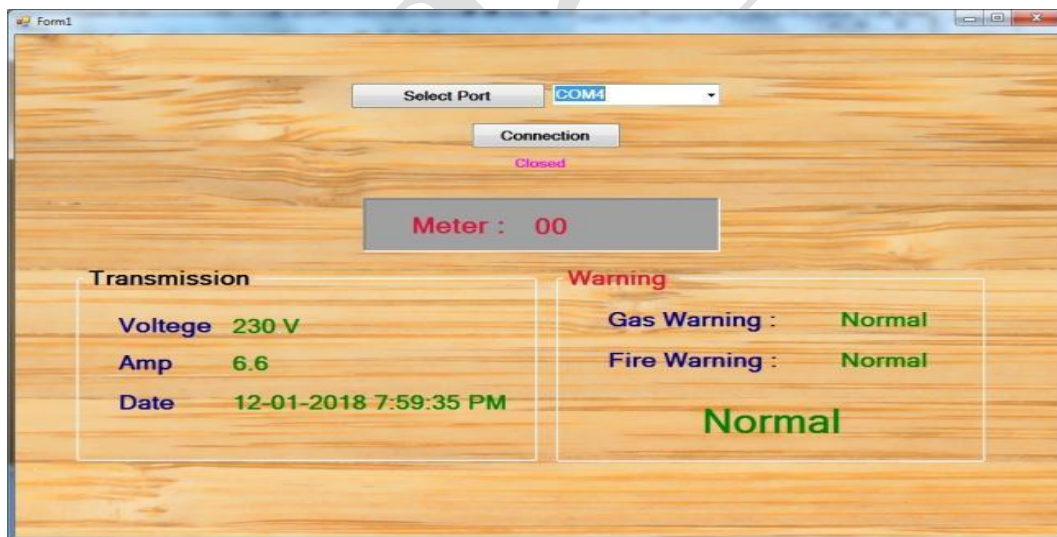 Form1
Select Port COM4
Connection
Closed
Meter : 00
Transmission
Voltege 230 V
Amp 6.6
Date 12-01-2018 7:59:35 PM
Warning
Gas Warning : Normal
Fire Warning : Normal
Normal